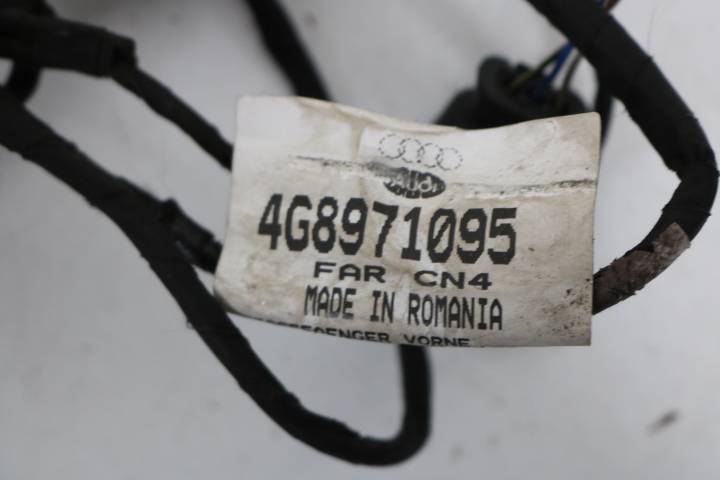 Audi
4G8971095
FAR CN4
MADE IN ROMANIA
VORNE